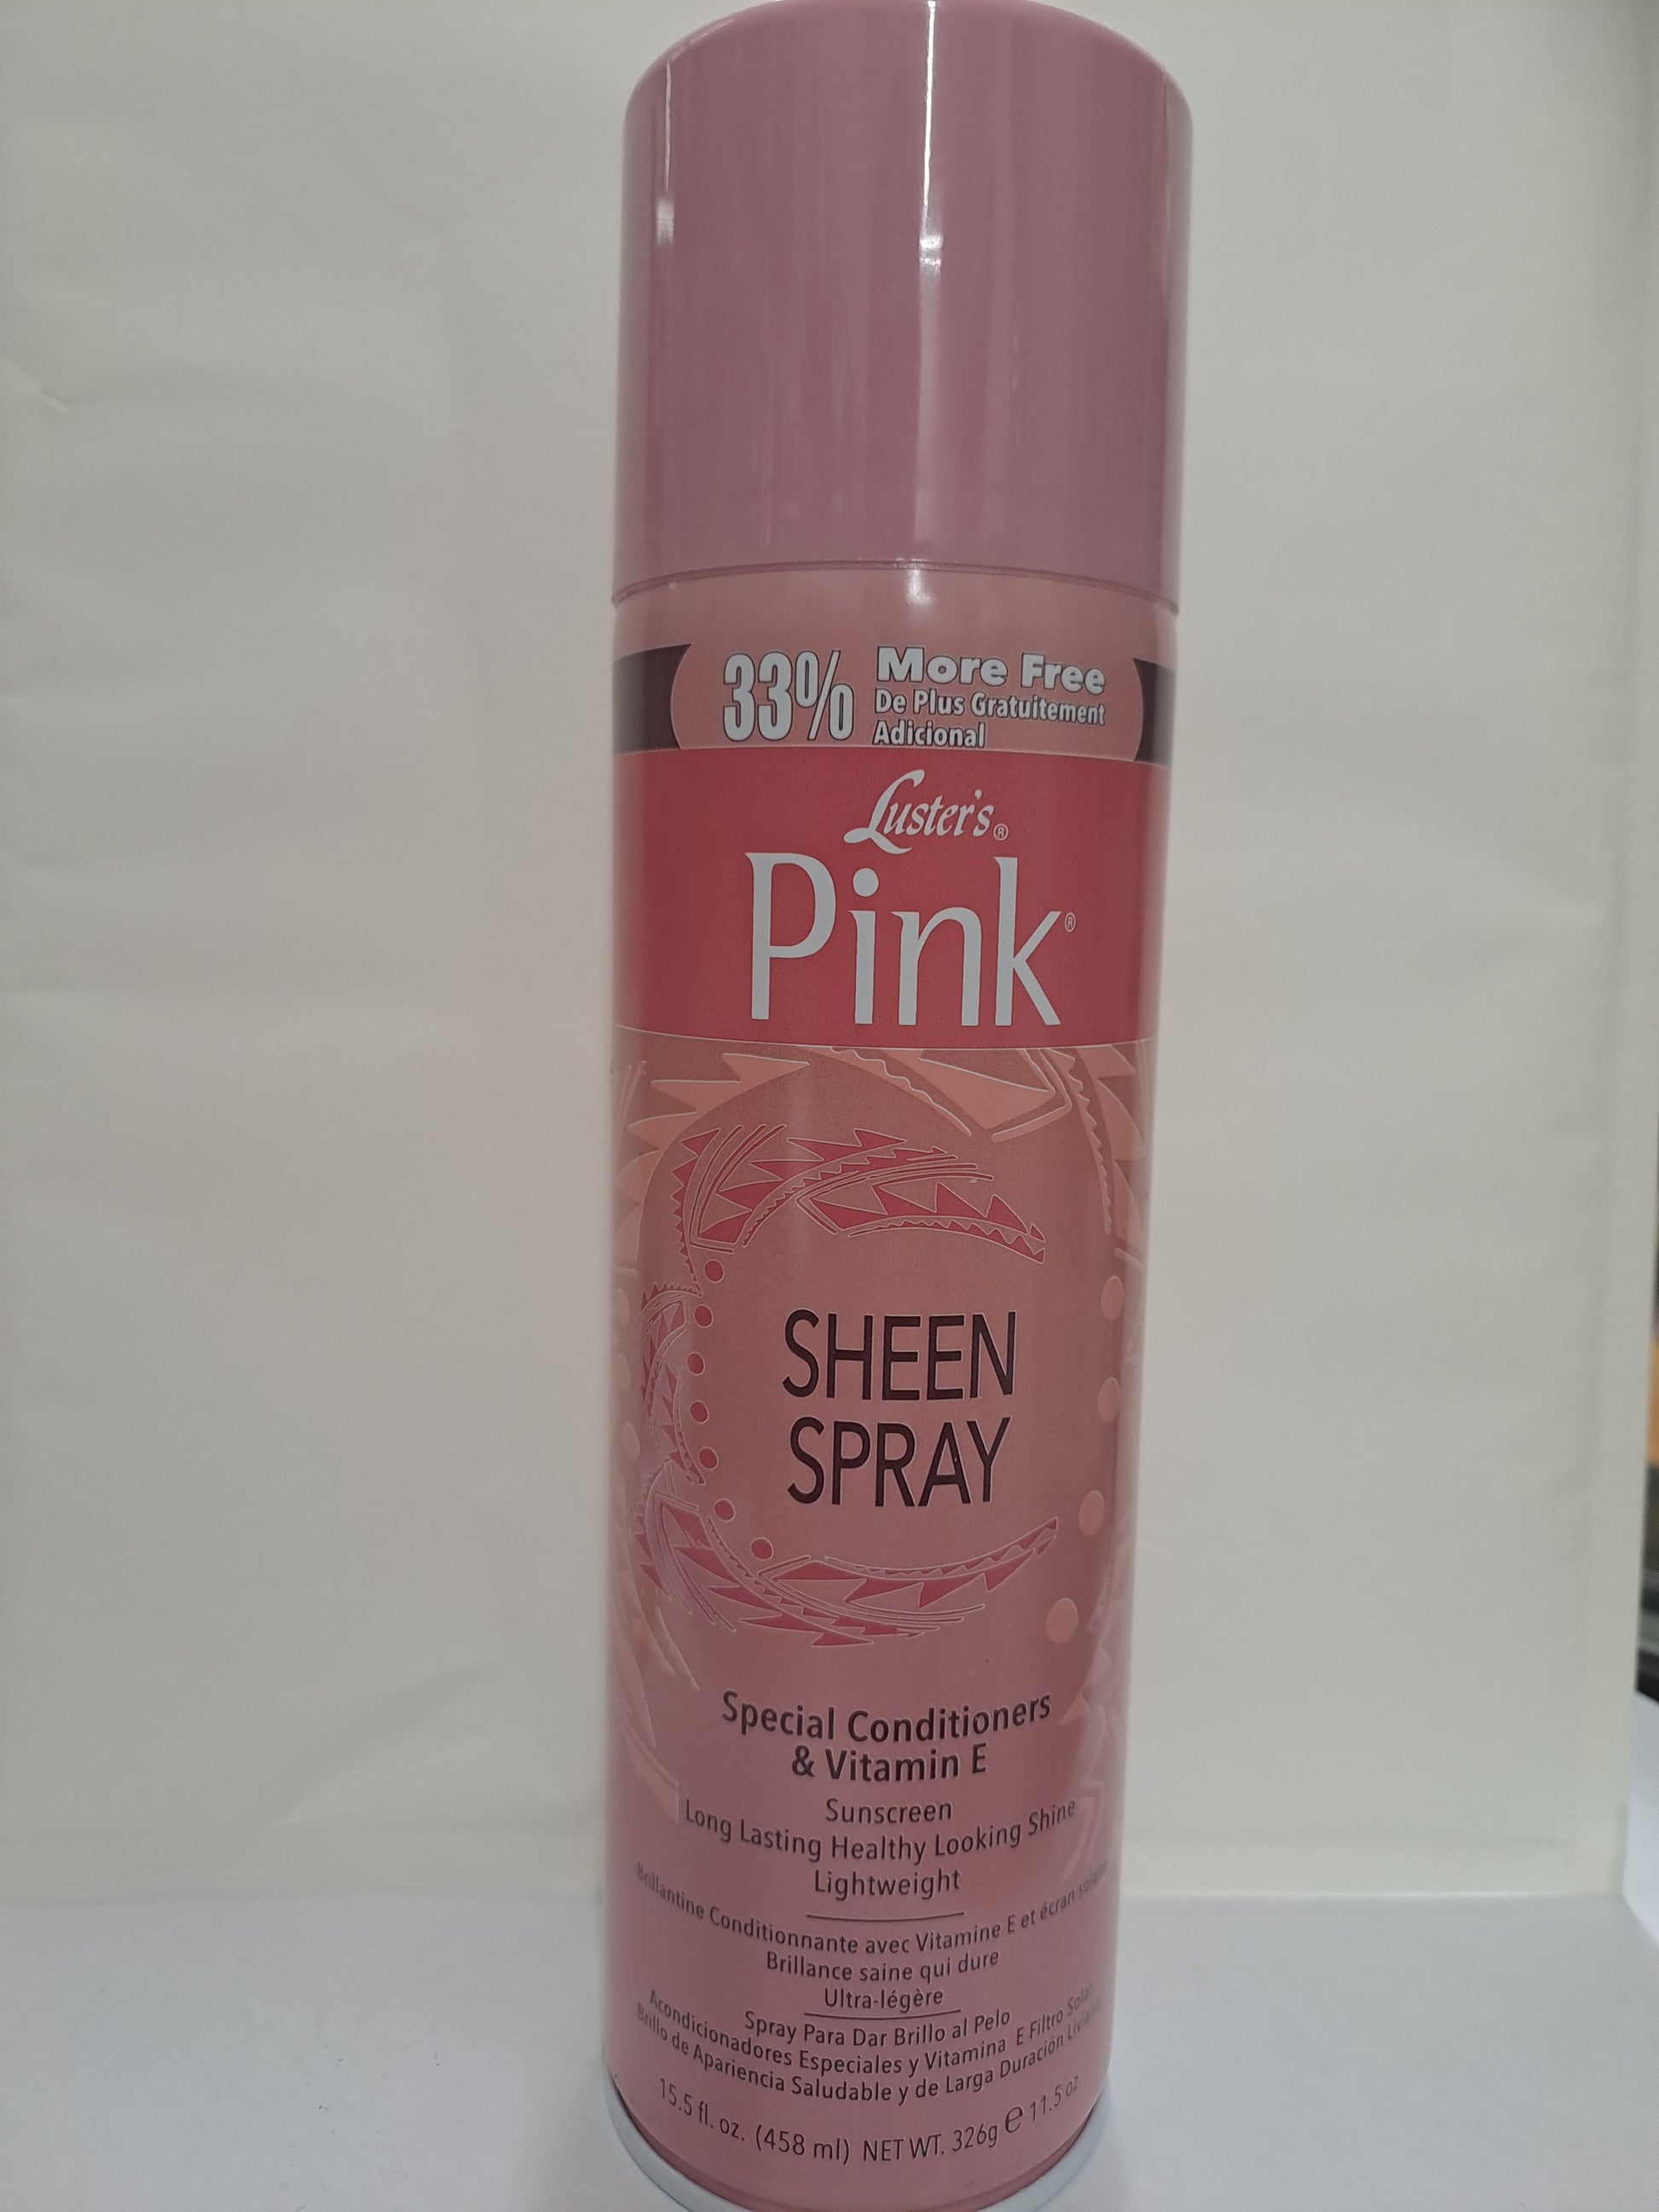 33% More Free
De Plus Gratuitement
Adicional
Luster's®
Pink®
SHEEN
SPRAY
Special Conditioners
& Vitamin E
Sunscreen
Long Lasting Healthy Looking Shine
Lightweight
Brillantine Conditionnante avec Vitamine E et écran solaire
Brillance saine qui dure
Ultra-légère
Spray Para Dar Brillo al Pelo
Acondicionadores Especiales y Vitamina E Filtro Solar
Brillo de Apariencia Saludable y de Larga Duración
15.5 fl. oz. (458 ml) NET WT. 326g e 11.5 oz.